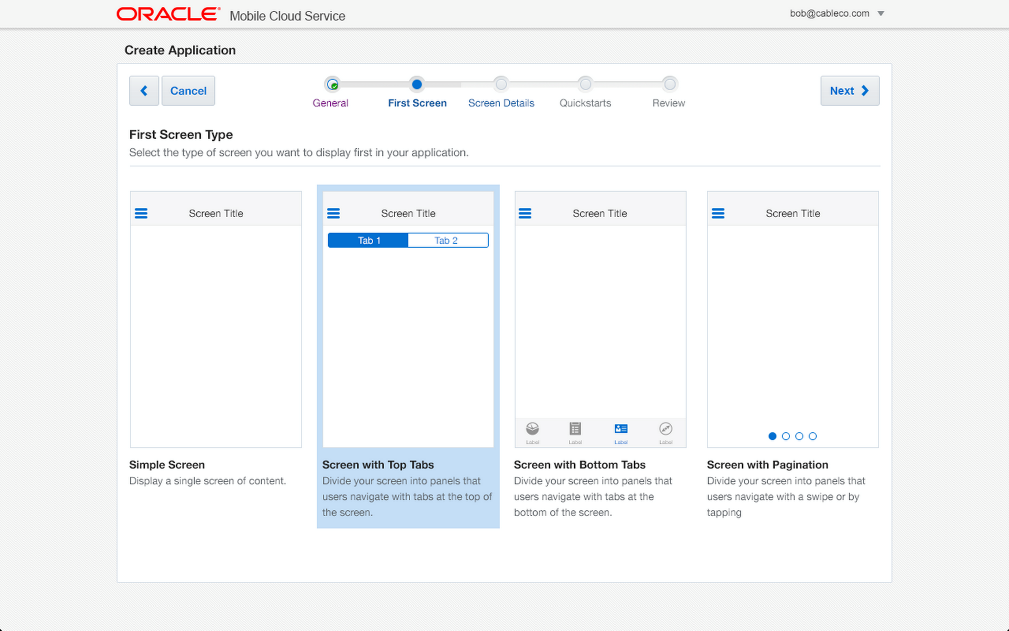 ORACLE Mobile Cloud Service
bob@cableco.com
Create Application
Cancel
General
First Screen
Screen Details
Quickstarts
Review
Next
First Screen Type
Select the type of screen you want to display first in your application.
Screen Title
Simple Screen
Display a single screen of content.
Screen Title
Tab 1
Tab 2
Screen with Top Tabs
Divide your screen into panels that
users navigate with tabs at the top of
the screen.
Screen Title
Label
Label
Label
Label
Screen with Bottom Tabs
Divide your screen into panels that
users navigate with tabs at the
bottom of the screen.
Screen Title
Screen with Pagination
Divide your screen into panels that
users navigate with a swipe or by
tapping